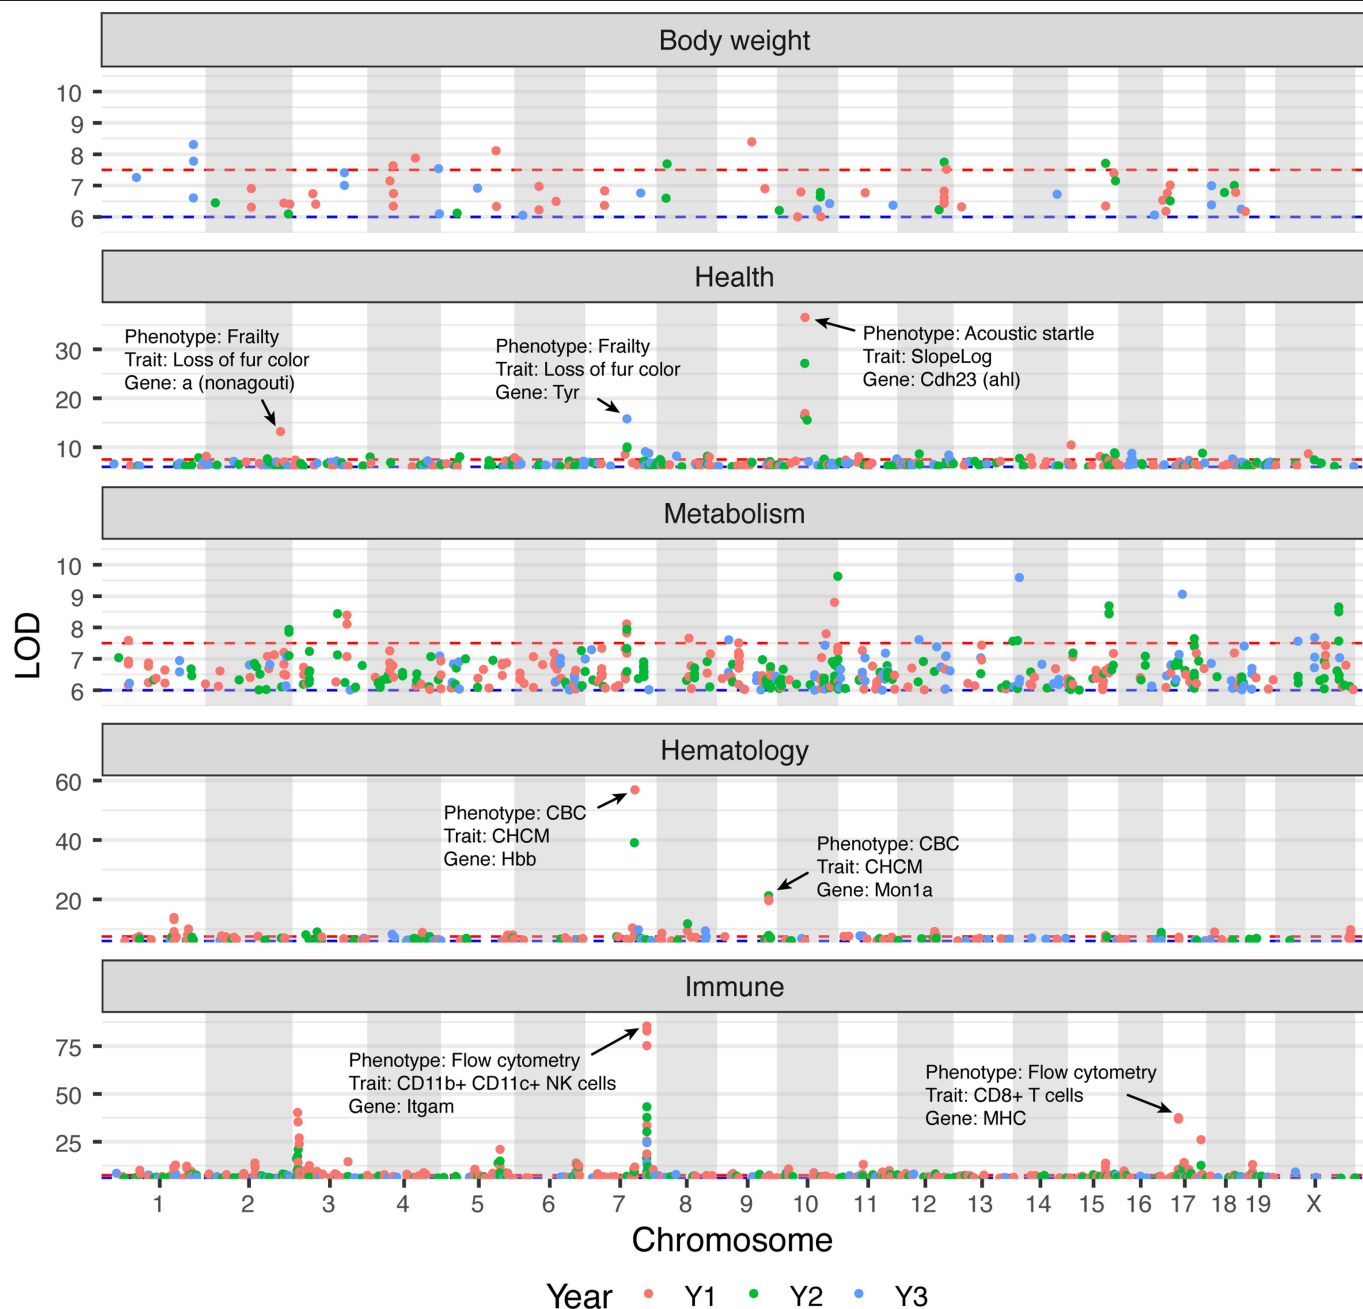 Body weight
10
9
8
7
6
Health
Phenotype: Frailty
Trait: Loss of fur color
Gene: a (nonagouti)
Phenotype: Frailty
Trait: Loss of fur color
Gene: Tyr
Phenotype: Acoustic startle
Trait: SlopeLog
Gene: Cdh23 (ahl)
30
20
10
Metabolism
10
9
8
7
6
LOD
Hematology
60
40
20
Phenotype: CBC
Trait: CHCM
Gene: Hbb
Phenotype: CBC
Trait: CHCM
Gene: Mon1a
Immune
75
50
25
Phenotype: Flow cytometry
Trait: CD11b+ CD11c+ NK cells
Gene: Itgam
Phenotype: Flow cytometry
Trait: CD8+ T cells
Gene: MHC
1 2 3 4 5 6 7 8 9 10 11 12 13 14 15 16 17 18 19 X
Chromosome
Year Y1 Y2 Y3